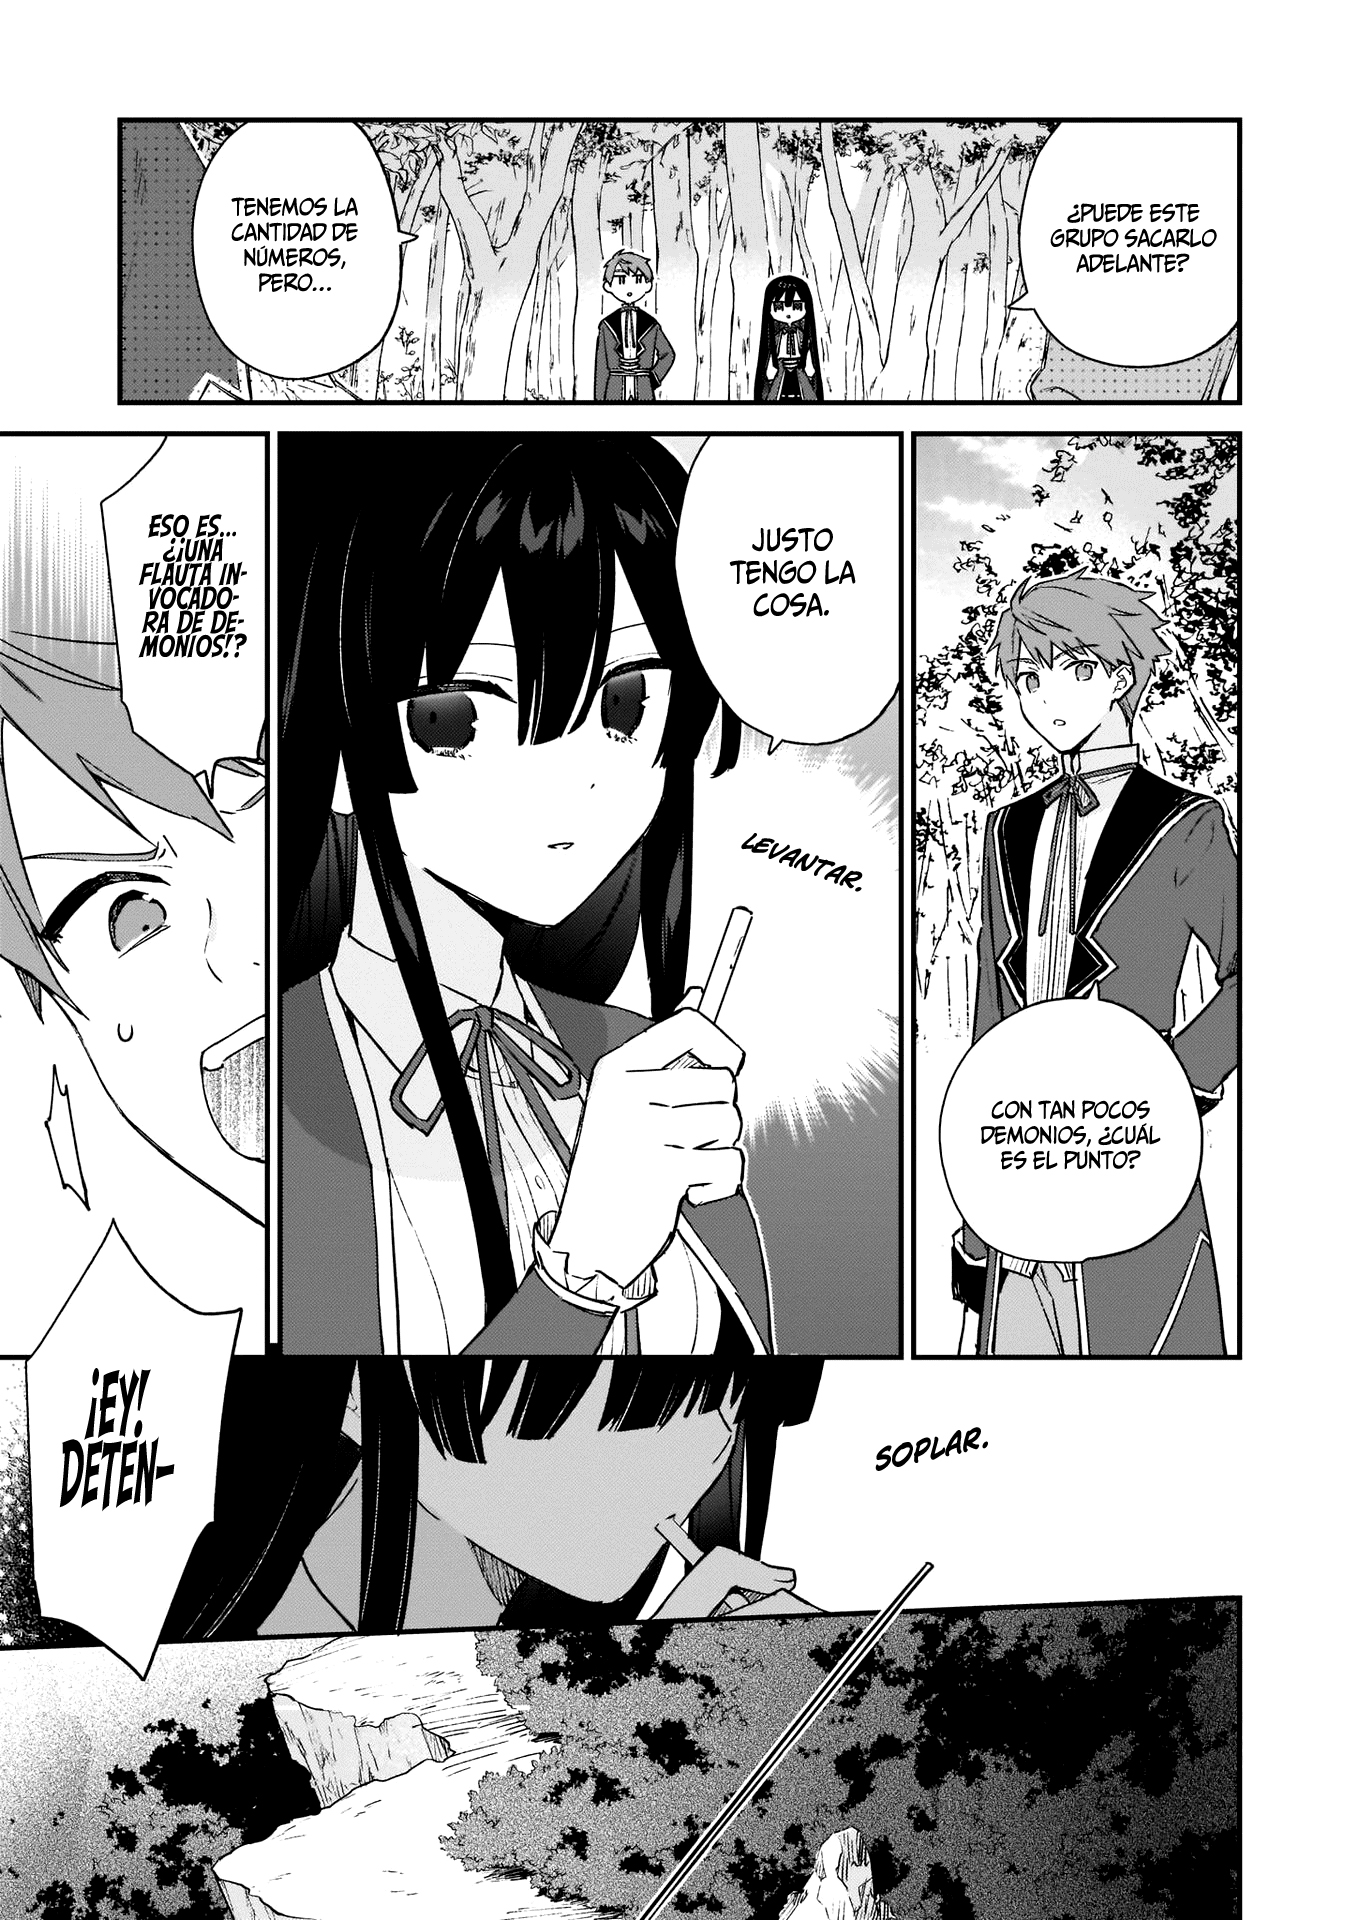 ¿PUEDE ESTE
GRUPO SACARLO
ADELANTE?
TENEMOS LA
CANTIDAD DE
NÚMEROS,
PERO...
CON TAN POCOS
DEMONIOS, ¿CUÁL
ES EL PUNTO?
JUSTO
TENGO LA
COSA.
LEVANTAR.
ESO ES...
¿¡UNA
FLAUTA IN-
VOCADO-
RA DE DE-
MONIOS!?
SOPLAR.
¡EY!
DETEN-